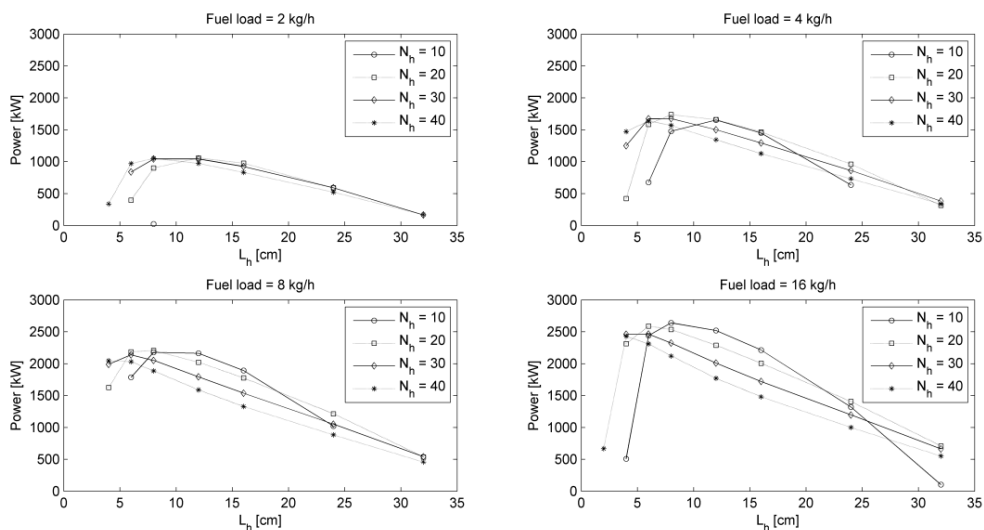 Fuel load = 2 kg/h
3000
2500
2000
1500
1000
500
0
Power [kW]
N_h = 10
N_h = 20
N_h = 30
N_h = 40
0 5 10 15 20 25 30 35
L_h [cm]
Fuel load = 4 kg/h
3000
2500
2000
1500
1000
500
0
Power [kW]
N_h = 10
N_h = 20
N_h = 30
N_h = 40
0 5 10 15 20 25 30 35
L_h [cm]
Fuel load = 8 kg/h
3000
2500
2000
1500
1000
500
0
Power [kW]
N_h = 10
N_h = 20
N_h = 30
N_h = 40
0 5 10 15 20 25 30 35
L_h [cm]
Fuel load = 16 kg/h
3000
2500
2000
1500
1000
500
0
Power [kW]
N_h = 10
N_h = 20
N_h = 30
N_h = 40
0 5 10 15 20 25 30 35
L_h [cm]